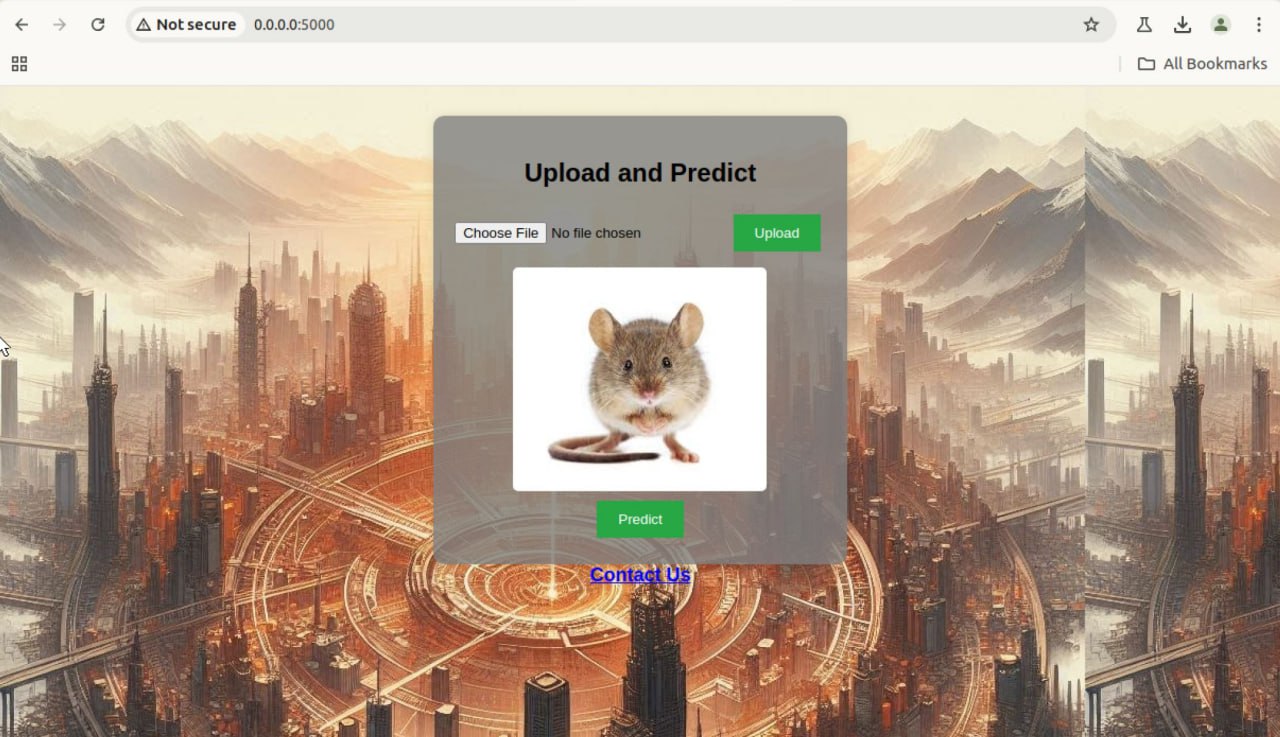 Not secure 0.0.0.0:5000
All Bookmarks
Upload and Predict
Choose File No file chosen Upload
Predict
Contact Us